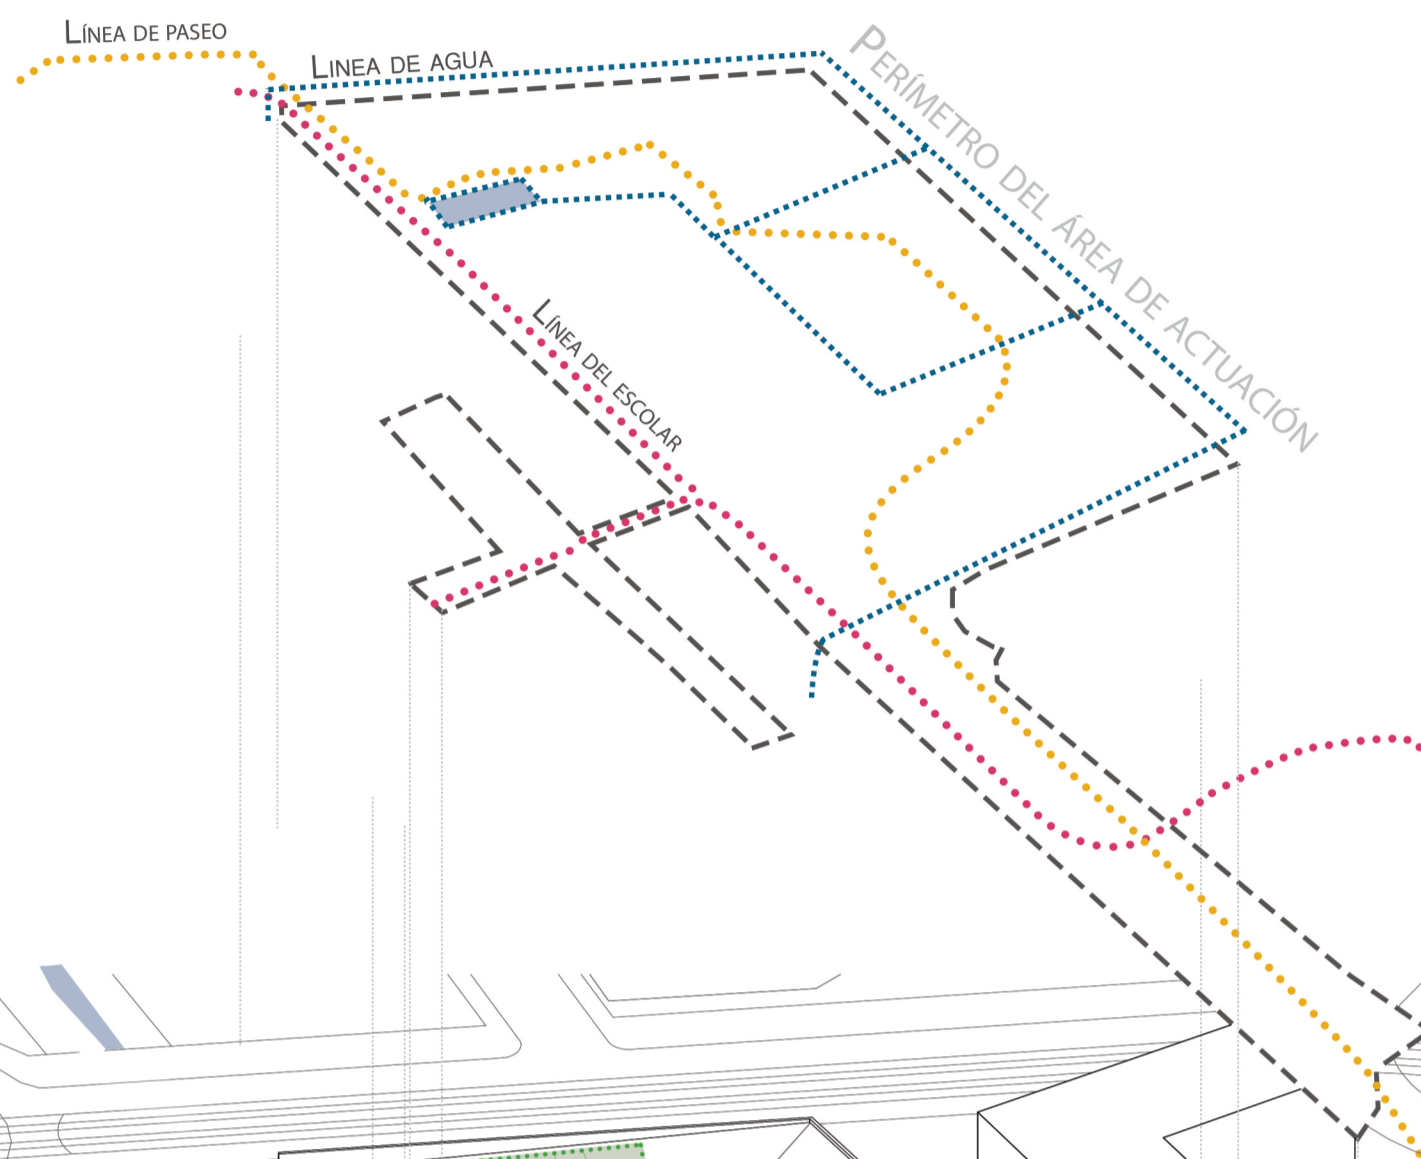 LÍNEA DE PASEO
LINEA DE AGUA
PERÍMETRO DEL ÁREA DE ACTUACIÓN
LÍNEA DEL ESCOLAR